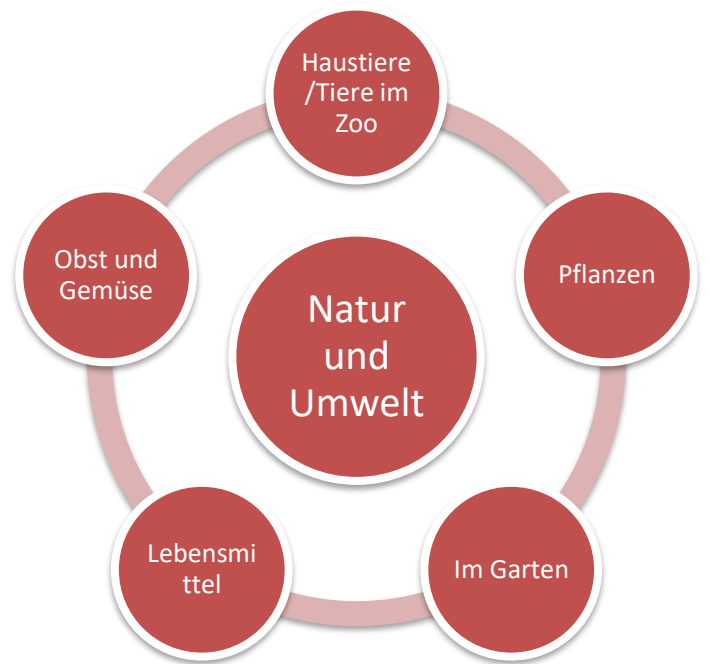 Haustiere
/Tiere im
Zoo
Pflanzen
Im Garten
Lebensmi
ttel
Obst und
Gemüse
Natur
und
Umwelt